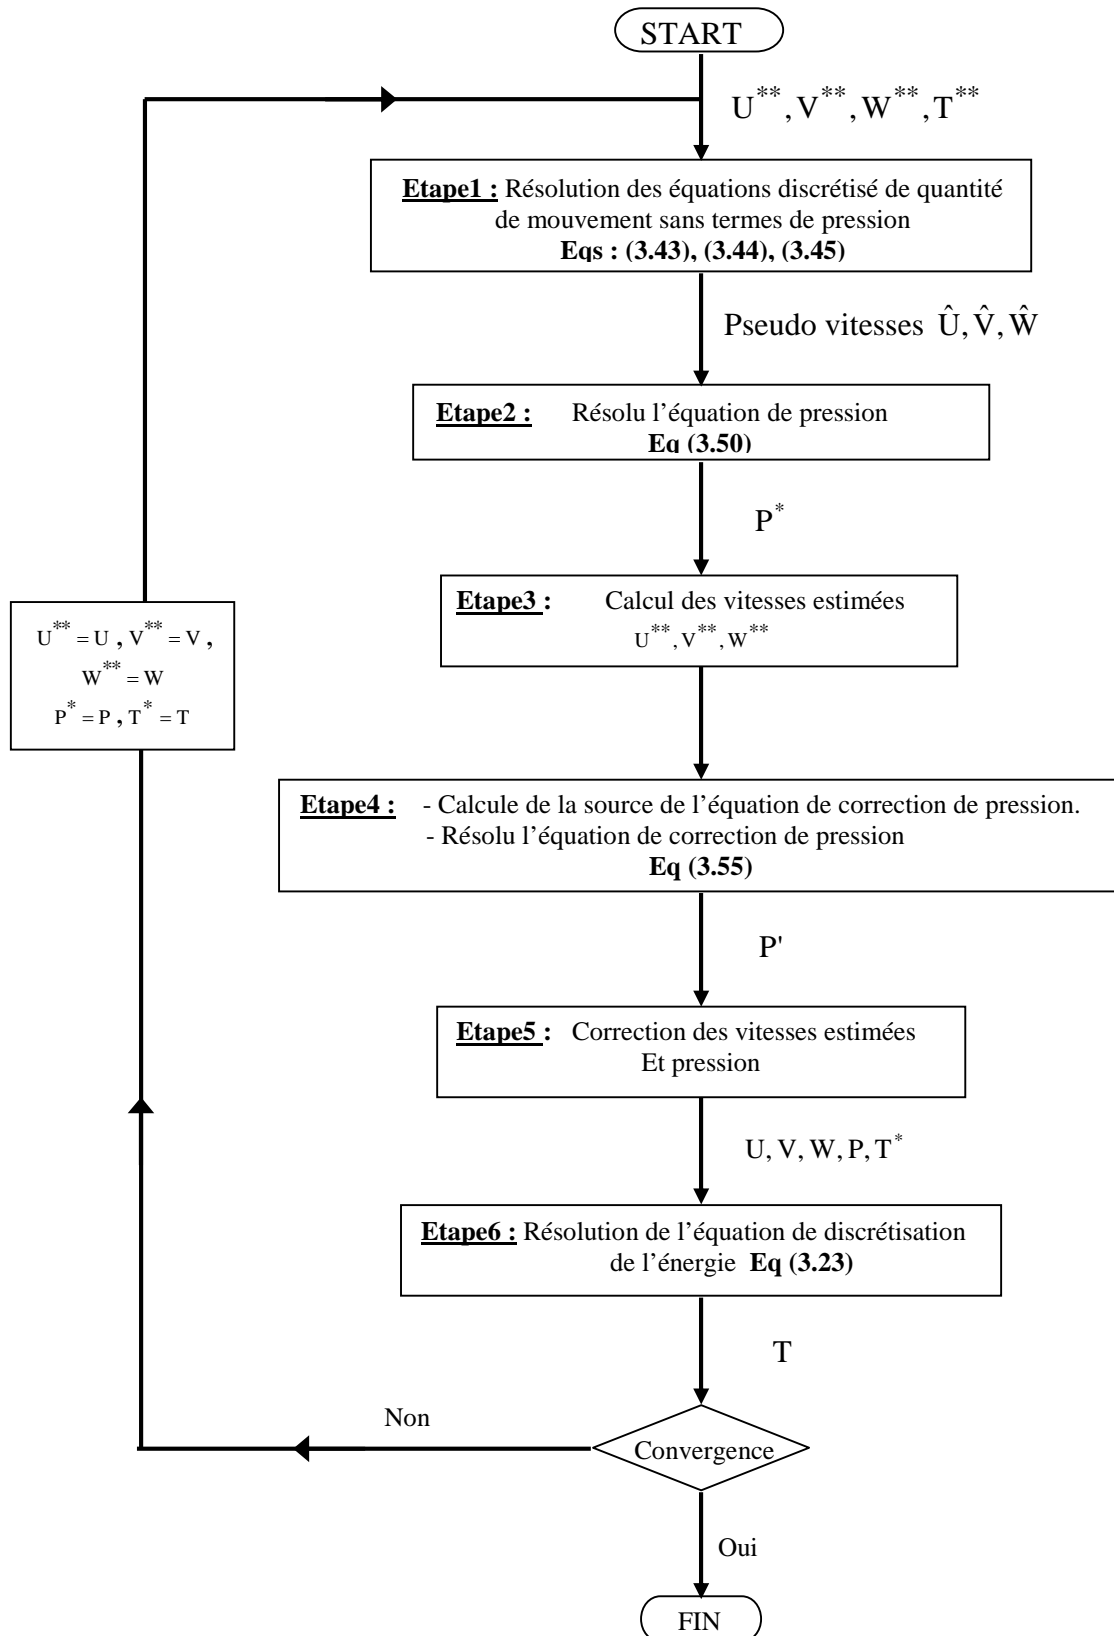 START
U**, V**, W**, T**
Etape1 : Résolution des équations discrétisé de quantité
de mouvement sans termes de pression
Eqs : (3.43), (3.44), (3.45)
Pseudo vitesses Û, V̂, Ŵ
Etape2 : Résolu l’équation de pression
Eq (3.50)
P*
Etape3 : Calcul des vitesses estimées
U**, V**, W**
U** = U , V** = V ,
W** = W
P* = P , T* = T
Etape4 : - Calcule de la source de l’équation de correction de pression.
- Résolu l’équation de correction de pression
Eq (3.55)
P'
Etape5 : Correction des vitesses estimées
Et pression
U, V, W, P, T*
Etape6 : Résolution de l’équation de discrétisation
de l’énergie Eq (3.23)
T
Non
Convergence
Oui
FIN